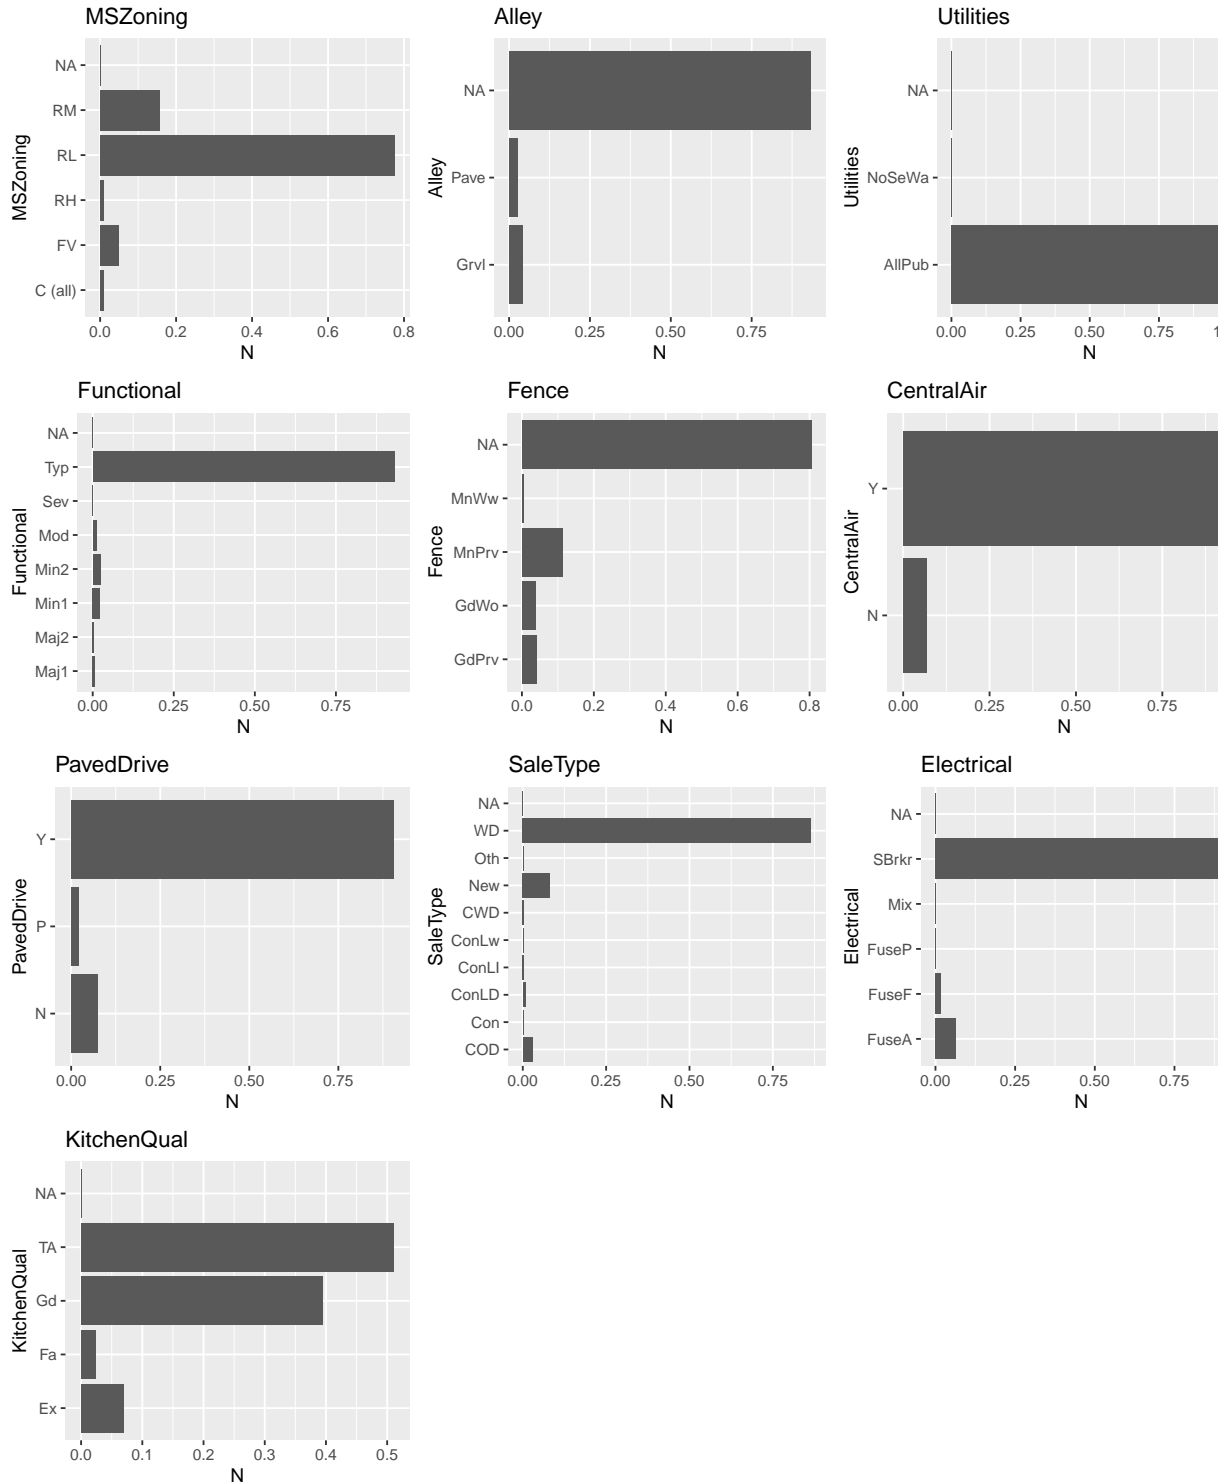 MSZoning
MSZoning
NA
RM
RL
RH
FV
C (all)
0.0 0.2 0.4 0.6 0.8
N
Alley
Alley
NA
Pave
Grvl
0.00 0.25 0.50 0.75
N
Utilities
Utilities
NA
NoSeWa
AllPub
0.00 0.25 0.50 0.75 1
N
Functional
Functional
NA
Typ
Sev
Mod
Min2
Min1
Maj2
Maj1
0.00 0.25 0.50 0.75
N
Fence
Fence
NA
MnWw
MnPrv
GdWo
GdPrv
0.0 0.2 0.4 0.6 0.8
N
CentralAir
CentralAir
Y
N
0.00 0.25 0.50 0.75
N
PavedDrive
PavedDrive
Y
P
N
0.00 0.25 0.50 0.75
N
SaleType
SaleType
NA
WD
Oth
New
CWD
ConLw
ConLI
ConLD
Con
COD
0.00 0.25 0.50 0.75
N
Electrical
Electrical
NA
SBrkr
Mix
FuseP
FuseF
FuseA
0.00 0.25 0.50 0.75
N
KitchenQual
KitchenQual
NA
TA
Gd
Fa
Ex
0.0 0.1 0.2 0.3 0.4 0.5
N